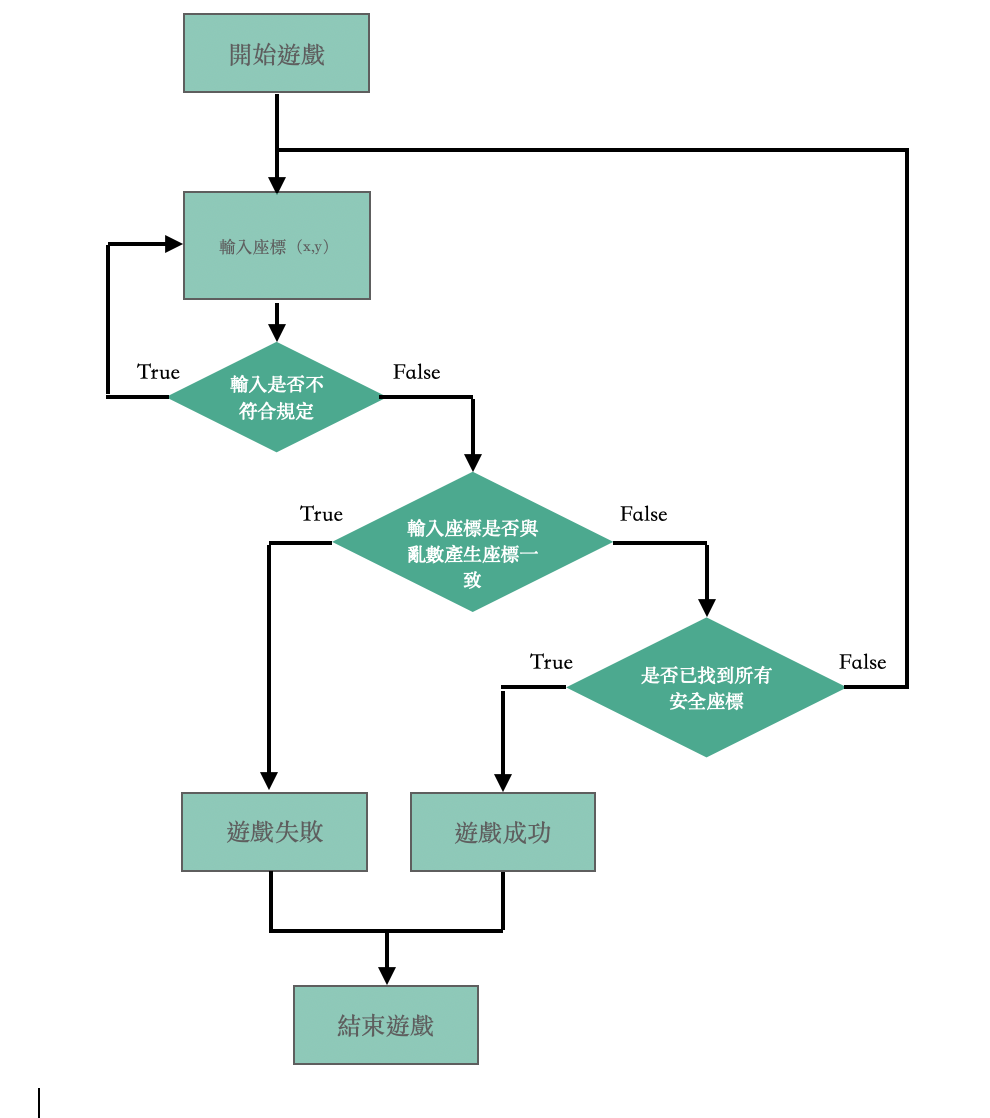 開始遊戲
輸入座標（x,y）
True
False
輸入是否不
符合規定
True
False
輸入座標是否與
亂數產生座標一
致
True
False
是否已找到所有
安全座標
遊戲失敗
遊戲成功
結束遊戲